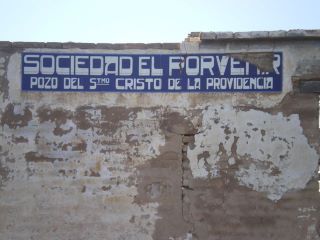 SOCIEDAD EL PORVENIR
POZO DEL STMO CRISTO DE LA PROVIDENCIA